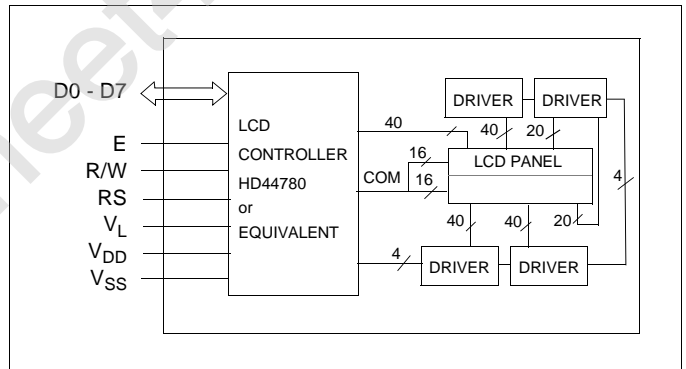 D0 - D7
E
R/W
RS
VL
VDD
VSS
LCD
CONTROLLER
HD44780
or
EQUIVALENT
40
16
COM
16
4
DRIVER
DRIVER
40
20
LCD PANEL
4
40
40
20
DRIVER
DRIVER